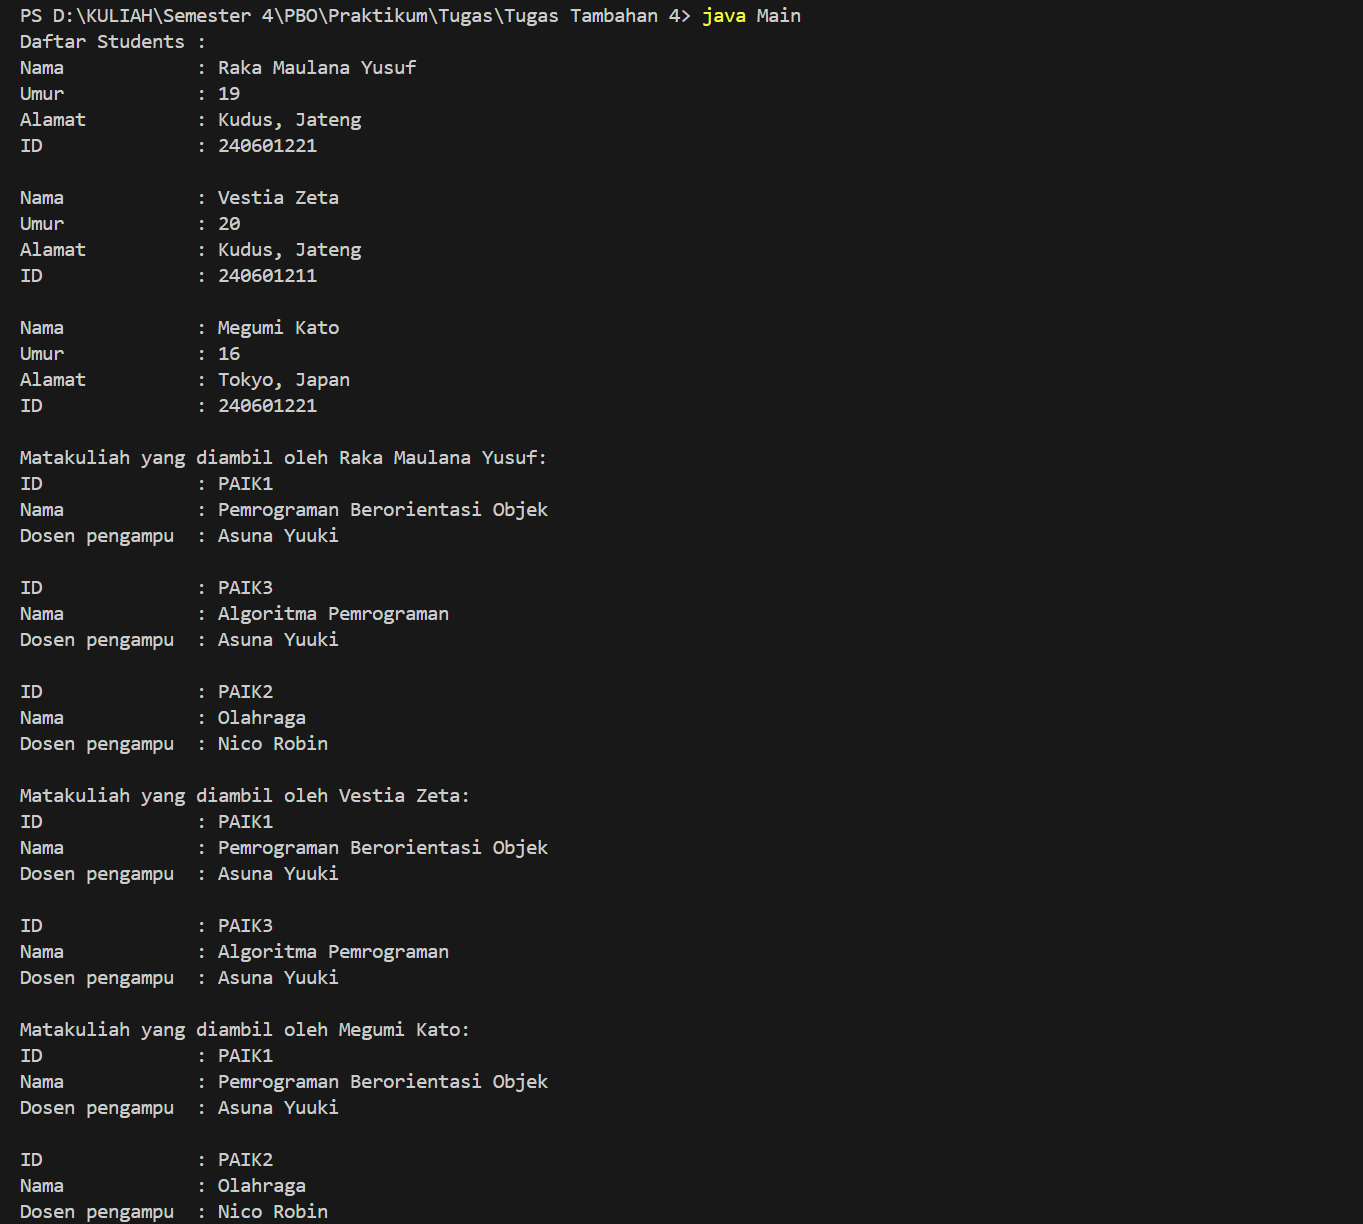 PS D:\KULIAH\Semester 4\PBO\Praktikum\Tugas\Tugas Tambahan 4> java Main
Daftar Students :
Nama            : Raka Maulana Yusuf
Umur            : 19
Alamat          : Kudus, Jateng
ID              : 240601221

Nama            : Vestia Zeta
Umur            : 20
Alamat          : Kudus, Jateng
ID              : 240601211

Nama            : Megumi Kato
Umur            : 16
Alamat          : Tokyo, Japan
ID              : 240601221

Matakuliah yang diambil oleh Raka Maulana Yusuf:
ID              : PAIK1
Nama            : Pemrograman Berorientasi Objek
Dosen pengampu  : Asuna Yuuki

ID              : PAIK3
Nama            : Algoritma Pemrograman
Dosen pengampu  : Asuna Yuuki

ID              : PAIK2
Nama            : Olahraga
Dosen pengampu  : Nico Robin

Matakuliah yang diambil oleh Vestia Zeta:
ID              : PAIK1
Nama            : Pemrograman Berorientasi Objek
Dosen pengampu  : Asuna Yuuki

ID              : PAIK3
Nama            : Algoritma Pemrograman
Dosen pengampu  : Asuna Yuuki

Matakuliah yang diambil oleh Megumi Kato:
ID              : PAIK1
Nama            : Pemrograman Berorientasi Objek
Dosen pengampu  : Asuna Yuuki

ID              : PAIK2
Nama            : Olahraga
Dosen pengampu  : Nico Robin